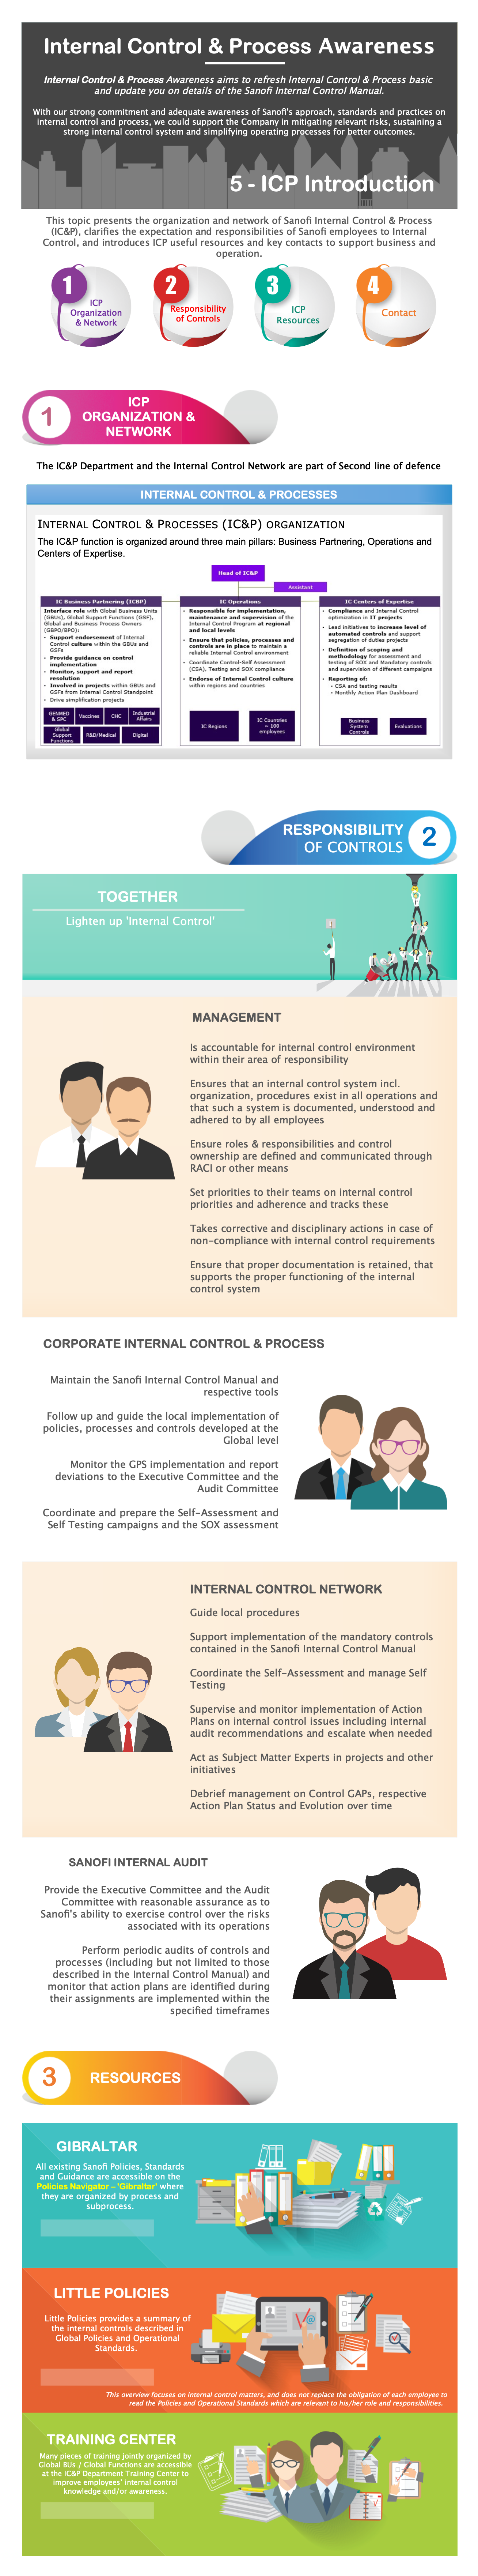 Internal Control & Process Awareness
Internal Control & Process Awareness aims to refresh Internal Control & Process basic
and update you on details of the Sanofi Internal Control Manual.
With our strong commitment and adequate awareness of Sanofi's approach, standards and practices on
internal control and process, we could support the Company in mitigating relevant risks, sustaining a
strong internal control system and simplifying operating processes for better outcomes.
5 - ICP Introduction
This topic presents the organization and network of Sanofi Internal Control & Process
(IC&P), clarifies the expectation and responsibilities of Sanofi employees to Internal
Control, and introduces ICP useful resources and key contacts to support business and
operation.
1
ICP
Organization
& Network
2
Responsibility
of Controls
3
ICP
Resources
4
Contact
1
ICP
ORGANIZATION &
NETWORK
The IC&P Department and the Internal Control Network are part of Second line of defence
INTERNAL CONTROL & PROCESSES
INTERNAL CONTROL & PROCESSES (IC&P) ORGANIZATION
The IC&P function is organized around three main pillars: Business Partnering, Operations and
Centers of Expertise.
Head of IC&P
Assistant
IC Business Partnering (ICBP)
Interface role with Global Business Units
(GBUs), Global Support Functions (GSF),
Global and Business Process Owners
(GBPO/BPO):
• Support endorsement of Internal
Control culture within the GBUs and
GSFs
• Provide guidance on control
implementation
• Monitor, support and report
resolution
• Involved in projects within GBUs and
GSFs from Internal Control Standpoint
• Drive simplification projects
GENMED
& SPC
Vaccines
CHC
Industrial
Affairs
Global
Support
Functions
R&D/Medical
Digital
IC Operations
• Responsible for implementation,
maintenance and supervision of the
Internal Control Program at regional
and local levels
• Ensure that policies, processes and
controls are in place to maintain a
reliable Internal Control environment
• Coordinate Control-Self Assessment
(CSA), Testing and SOX compliance
• Endorse of Internal Control culture
within regions and countries
IC Regions
IC Countries
~ 100
employees
IC Centers of Expertise
• Compliance and Internal Control
optimization in IT projects
• Lead initiatives to increase level of
automated controls and support
segregation of duties projects
• Definition of scoping and
methodology for assessment and
testing of SOX and Mandatory controls
and supervision of different campaigns
• Reporting of:
• CSA and testing results
• Monthly Action Plan Dashboard
Business
System
Controls
Evaluations
RESPONSIBILITY
OF CONTROLS
2
TOGETHER
Lighten up 'Internal Control'
MANAGEMENT
Is accountable for internal control environment
within their area of responsibility
Ensures that an internal control system incl.
organization, procedures exist in all operations and
that such a system is documented, understood and
adhered to by all employees
Ensure roles & responsibilities and control
ownership are defined and communicated through
RACI or other means
Set priorities to their teams on internal control
priorities and adherence and tracks these
Takes corrective and disciplinary actions in case of
non-compliance with internal control requirements
Ensure that proper documentation is retained, that
supports the proper functioning of the internal
control system
CORPORATE INTERNAL CONTROL & PROCESS
Maintain the Sanofi Internal Control Manual and
respective tools
Follow up and guide the local implementation of
policies, processes and controls developed at the
Global level
Monitor the GPS implementation and report
deviations to the Executive Committee and the
Audit Committee
Coordinate and prepare the Self-Assessment and
Self Testing campaigns and the SOX assessment
INTERNAL CONTROL NETWORK
Guide local procedures
Support implementation of the mandatory controls
contained in the Sanofi Internal Control Manual
Coordinate the Self-Assessment and manage Self
Testing
Supervise and monitor implementation of Action
Plans on internal control issues including internal
audit recommendations and escalate when needed
Act as Subject Matter Experts in projects and other
initiatives
Debrief management on Control GAPs, respective
Action Plan Status and Evolution over time
SANOFI INTERNAL AUDIT
Provide the Executive Committee and the Audit
Committee with reasonable assurance as to
Sanofi's ability to exercise control over the risks
associated with its operations
Perform periodic audits of controls and
processes (including but not limited to those
described in the Internal Control Manual) and
monitor that action plans are identified during
their assignments are implemented within the
specified timeframes
3
RESOURCES
GIBRALTAR
All existing Sanofi Policies, Standards
and Guidance are accessible on the
Policies Navigator – 'Gibraltar' where
they are organized by process and
subprocess.
LITTLE POLICIES
Little Policies provides a summary of
the internal controls described in
Global Policies and Operational
Standards.
This overview focuses on internal control matters, and does not replace the obligation of each employee to
read the Policies and Operational Standards which are relevant to his/her role and responsibilities.
TRAINING CENTER
Many pieces of training jointly organized by
Global BUs / Global Functions are accessible
at the IC&P Department Training Center to
improve employees' internal control
knowledge and/or awareness.